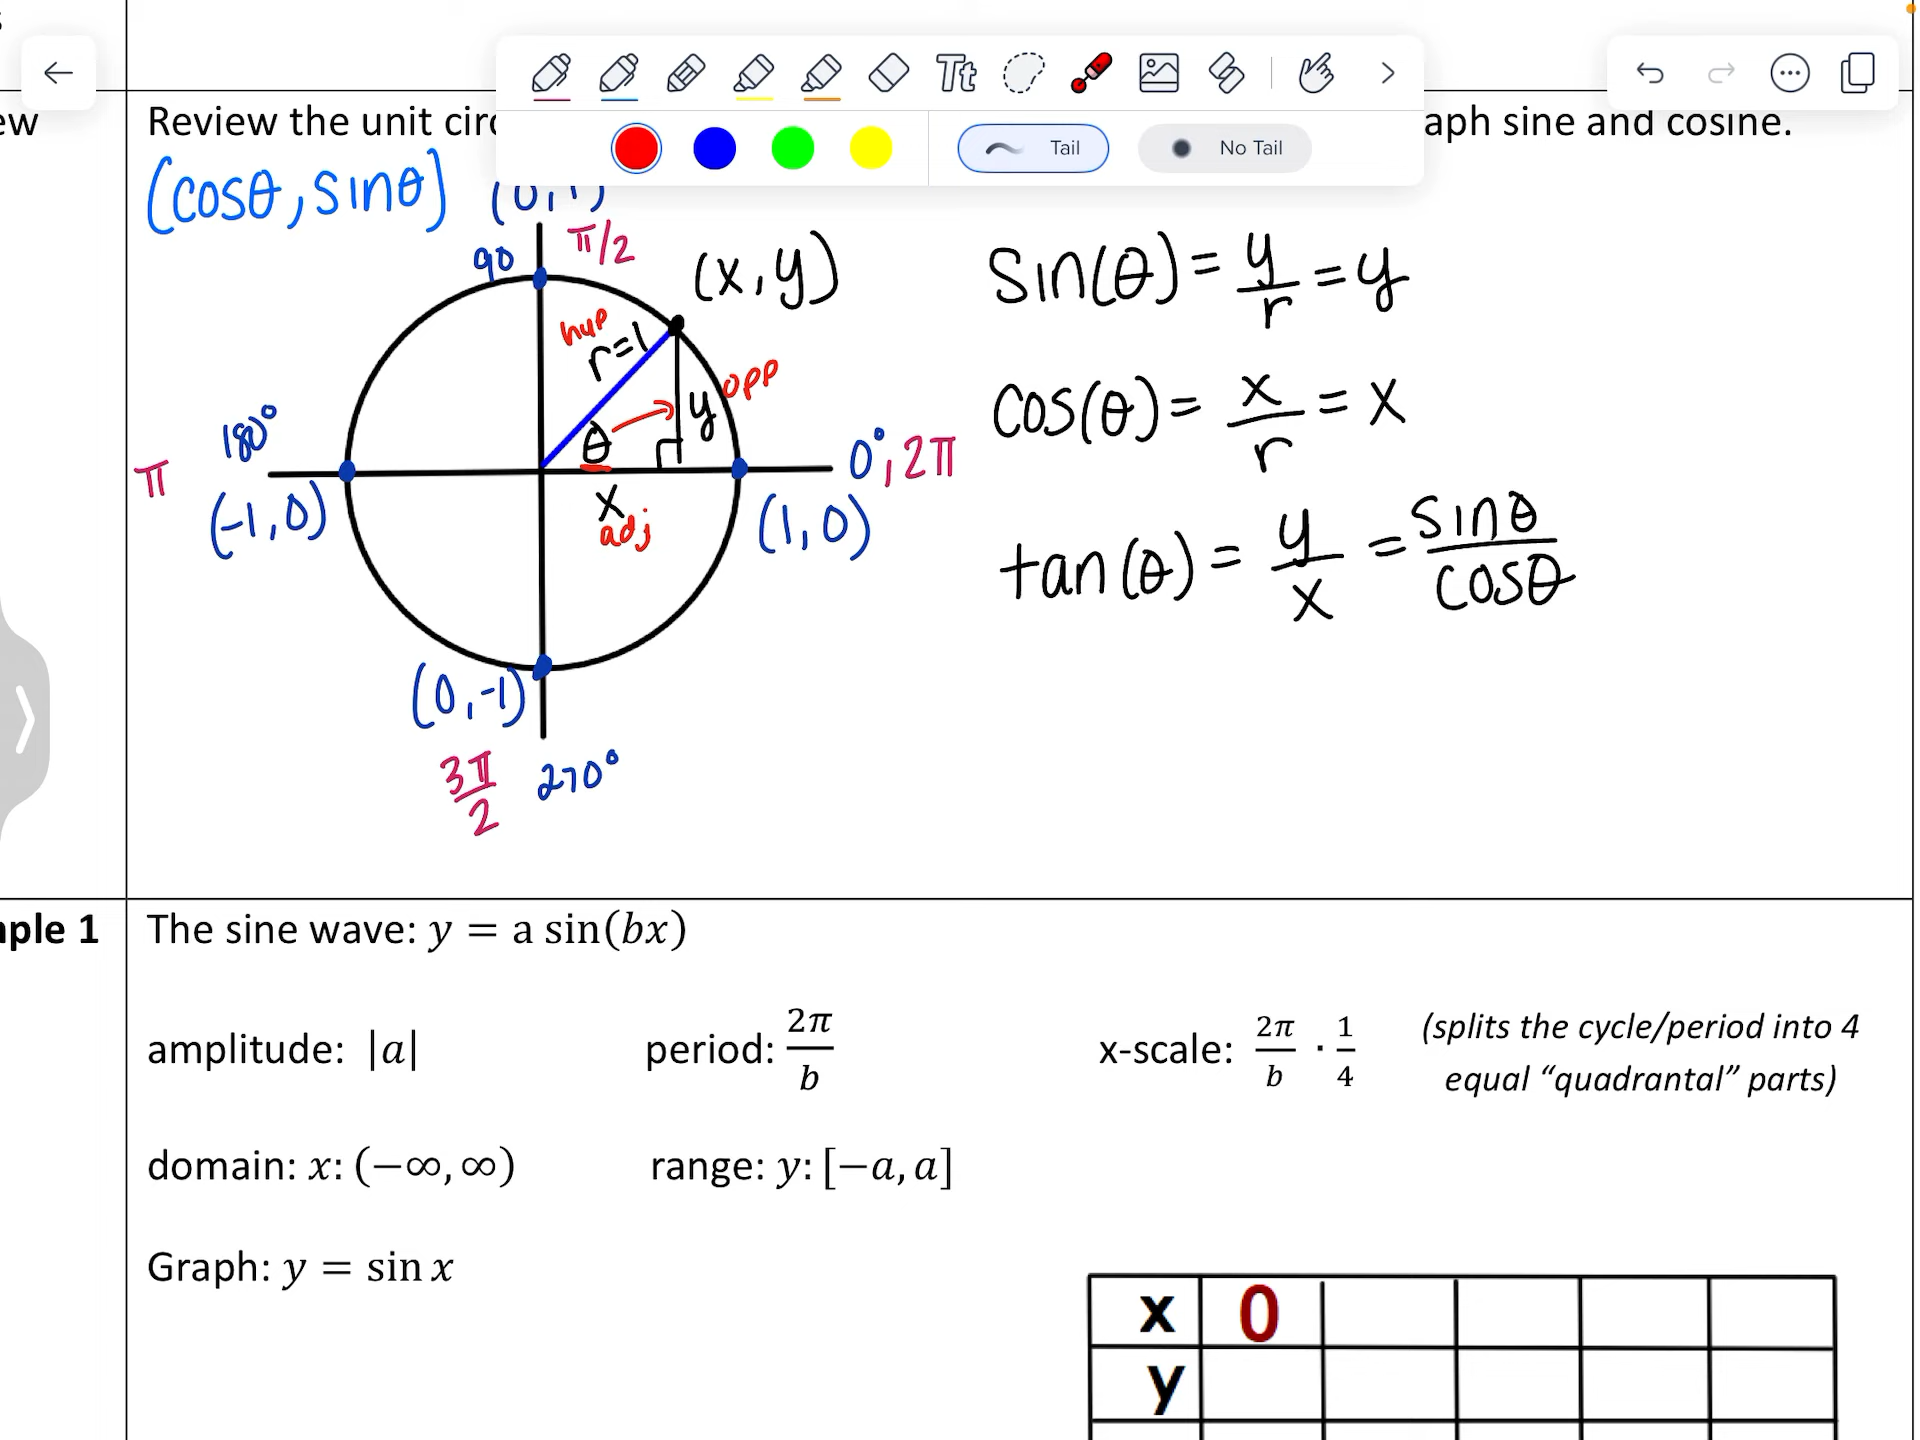 Tt
Tail
No Tail
ew
Review the unit circ
aph sine and cosine.
(cosθ, sinθ)
(0,1)
90
π/2
(x,y)
hyp
r=1
opp
y
θ
180°
π
(-1,0)
x
adj
0°, 2π
(1,0)
(0,-1)
3π/2
270°
sin(θ) = y/r = y
cos(θ) = x/r = x
tan(θ) = y/x = sinθ/cosθ
ple 1
The sine wave: y = a sin(bx)
amplitude: |a|
period: 2π/b
x-scale: 2π/b · 1/4
(splits the cycle/period into 4
equal “quadrantal” parts)
domain: x: (−∞, ∞)
range: y: [−a, a]
Graph: y = sin x
x 0
y